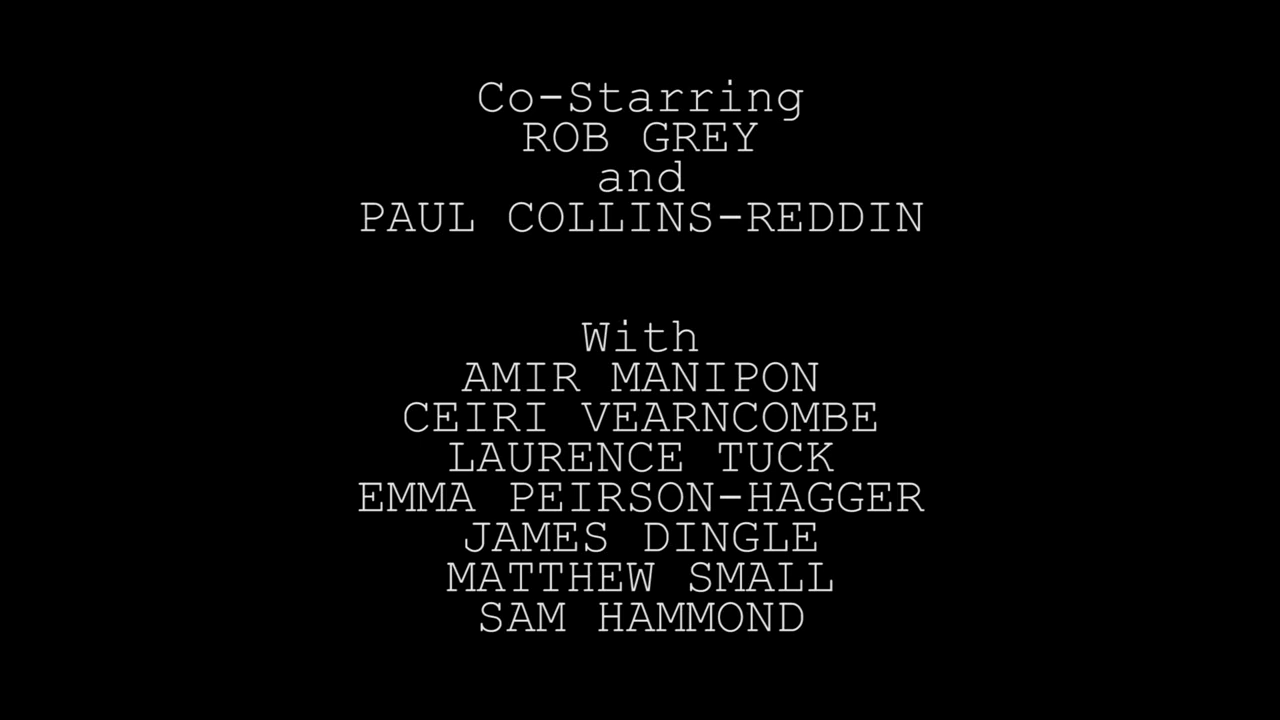 Co-Starring
ROB GREY
and
PAUL COLLINS-REDDIN
With
AMIR MANIPON
CEIRI VEARNCOMBE
LAURENCE TUCK
EMMA PEIRSON-HAGGER
JAMES DINGLE
MATTHEW SMALL
SAM HAMMOND